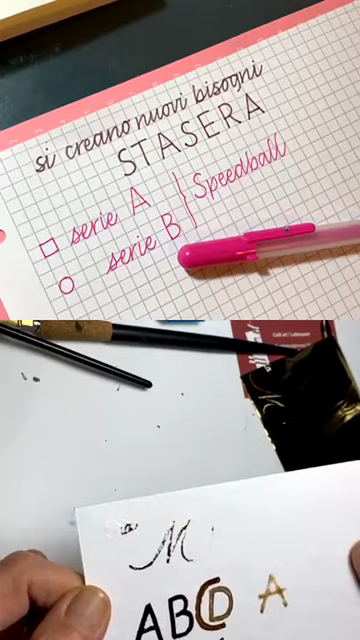 si creano nuovi bisogni
STASERA
serie A
serie B
Speedball
M
ABCD A